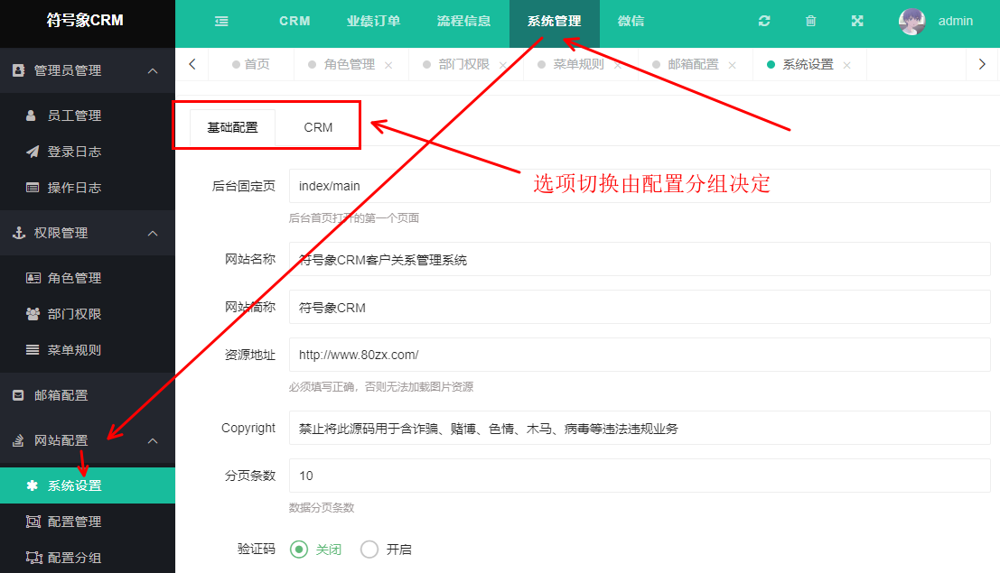 符号象CRM
CRM 业绩订单 流程信息 系统管理 微信 admin
首页 角色管理 部门权限 菜单规则 邮箱配置 系统设置
管理员管理
员工管理
登录日志
操作日志
权限管理
角色管理
部门权限
菜单规则
邮箱配置
网站配置
系统设置
配置管理
配置分组
基础配置 CRM
选项切换由配置分组决定
后台固定页 index/main
后台首页打开的第一个页面
网站名称 符号象CRM客户关系管理系统
网站简称 符号象CRM
资源地址 http://www.80zx.com/
必须填写正确，否则无法加载图片资源
Copyright 禁止将此源码用于含诈骗、赌博、色情、木马、病毒等违法违规业务
分页条数 10
数据分页条数
验证码 关闭 开启